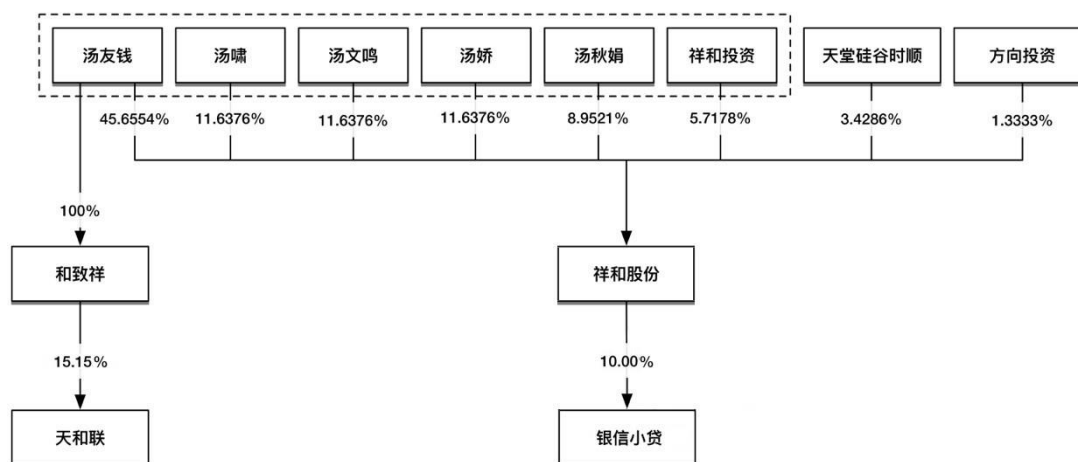 汤友钱
汤啸
汤文鸣
汤娇
汤秋娟
祥和投资
天堂硅谷时顺
方向投资
45.6554%
11.6376%
11.6376%
11.6376%
8.9521%
5.7178%
3.4286%
1.3333%
100%
和致祥
祥和股份
15.15%
10.00%
天和联
银信小贷